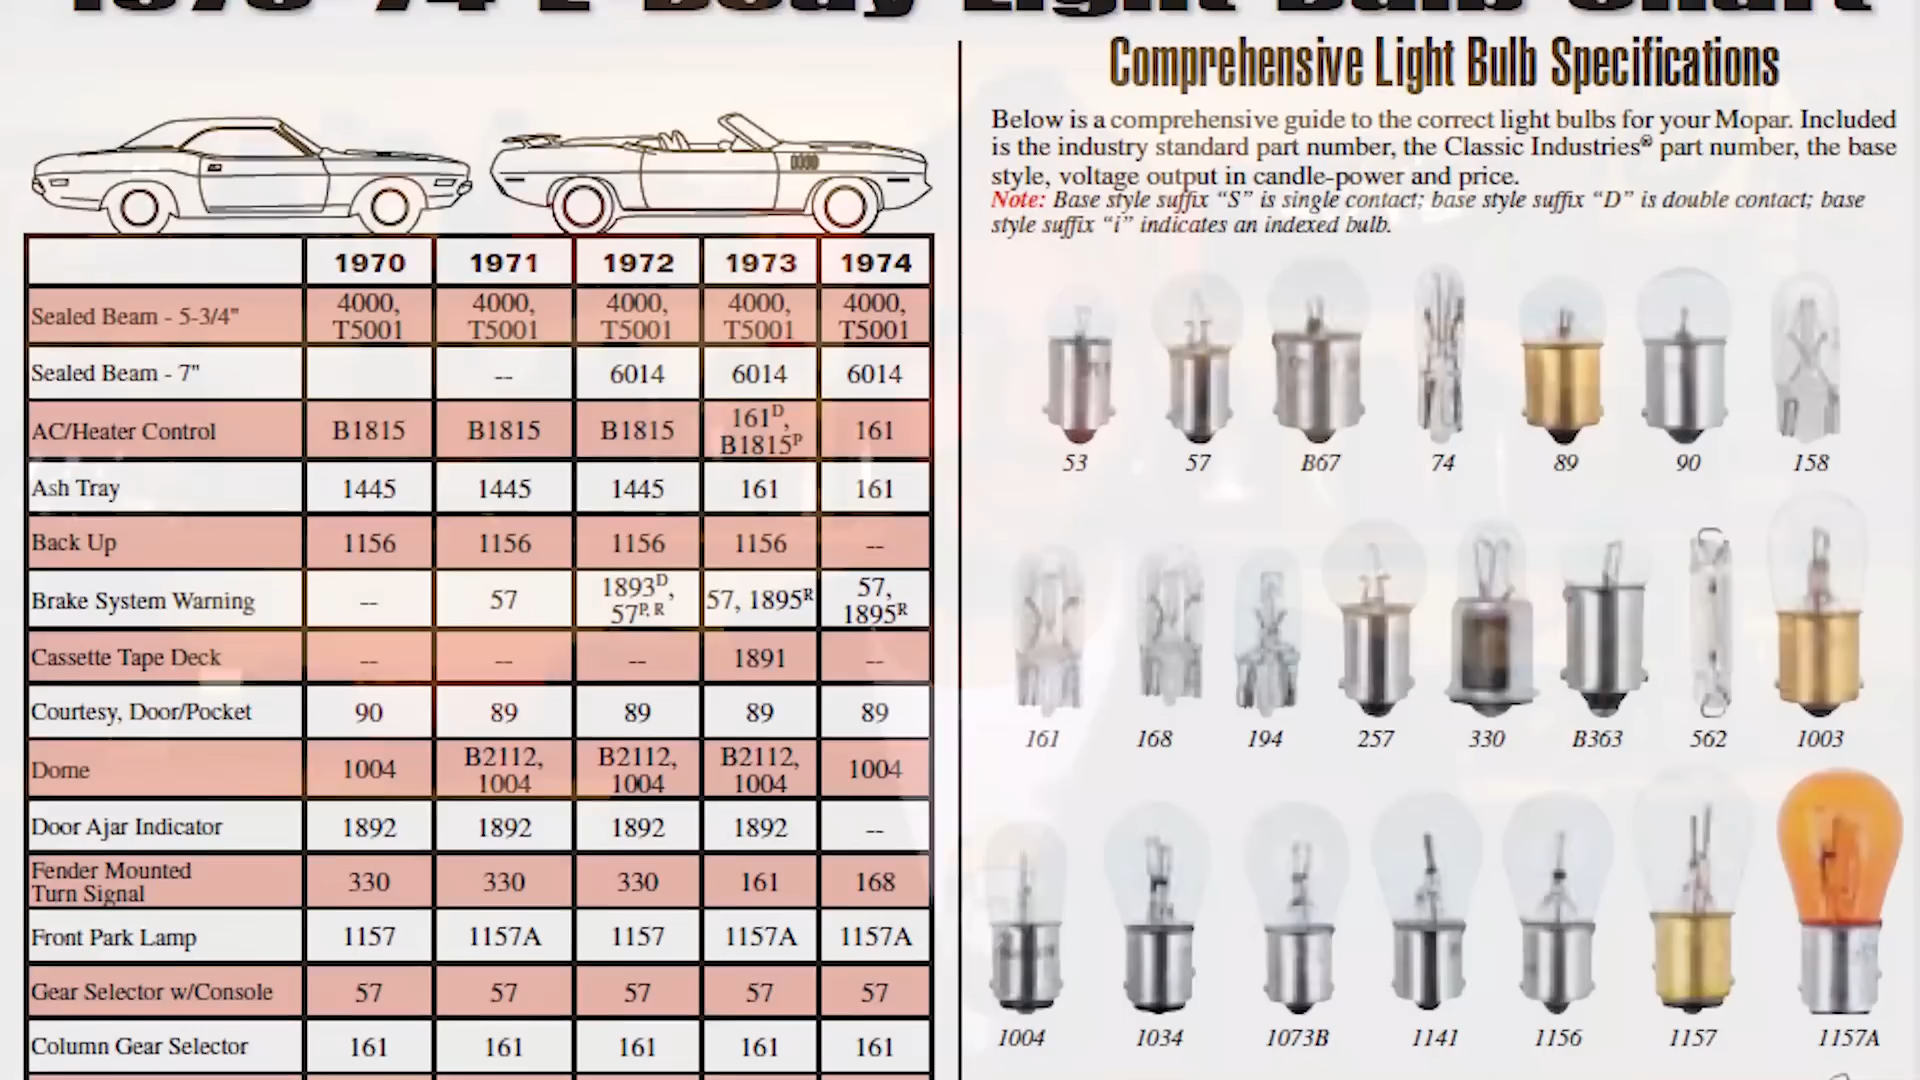 1970-74 E-Body Light Bulb Chart
1970 1971 1972 1973 1974
Sealed Beam - 5-3/4" 4000, T5001 4000, T5001 4000, T5001 4000, T5001 4000, T5001
Sealed Beam - 7" -- 6014 6014 6014
AC/Heater Control B1815 B1815 B1815 161D, B1815P 161
Ash Tray 1445 1445 1445 161 161
Back Up 1156 1156 1156 1156 --
Brake System Warning -- 57 1893D, 57P, R 57, 1895R 57, 1895R
Cassette Tape Deck -- -- -- 1891 --
Courtesy, Door/Pocket 90 89 89 89 89
Dome 1004 B2112, 1004 B2112, 1004 B2112, 1004 1004
Door Ajar Indicator 1892 1892 1892 1892 --
Fender Mounted Turn Signal 330 330 330 161 168
Front Park Lamp 1157 1157A 1157 1157A 1157A
Gear Selector w/Console 57 57 57 57 57
Column Gear Selector 161 161 161 161 161
Comprehensive Light Bulb Specifications
Below is a comprehensive guide to the correct light bulbs for your Mopar. Included
is the industry standard part number, the Classic Industries® part number, the base
style, voltage output in candle-power and price.
Note: Base style suffix “S” is single contact; base style suffix “D” is double contact; base
style suffix “i” indicates an indexed bulb.
53 57 B67 74 89 90 158
161 168 194 257 330 B363 562 1003
1004 1034 1073B 1141 1156 1157 1157A